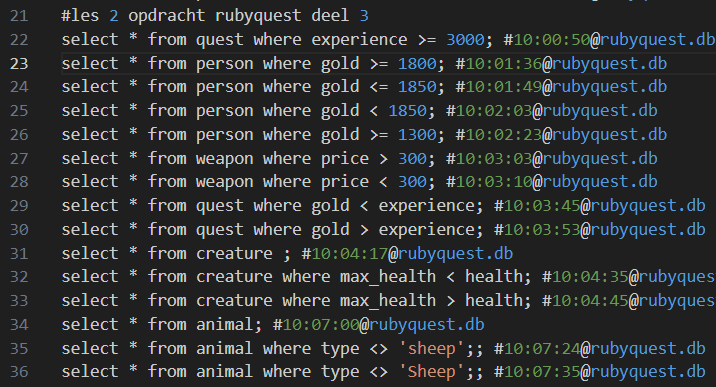 21 #les 2 opdracht rubyquest deel 3
22 select * from quest where experience >= 3000; #10:00:50@rubyquest.db
23 select * from person where gold >= 1800; #10:01:36@rubyquest.db
24 select * from person where gold <= 1850; #10:01:49@rubyquest.db
25 select * from person where gold < 1850; #10:02:03@rubyquest.db
26 select * from person where gold >= 1300; #10:02:23@rubyquest.db
27 select * from weapon where price > 300; #10:03:03@rubyquest.db
28 select * from weapon where price < 300; #10:03:10@rubyquest.db
29 select * from quest where gold < experience; #10:03:45@rubyquest.db
30 select * from quest where gold > experience; #10:03:53@rubyquest.db
31 select * from creature ; #10:04:17@rubyquest.db
32 select * from creature where max_health < health; #10:04:35@rubyques
33 select * from creature where max_health > health; #10:04:45@rubyques
34 select * from animal; #10:07:00@rubyquest.db
35 select * from animal where type <> 'sheep';; #10:07:24@rubyquest.db
36 select * from animal where type <> 'Sheep';; #10:07:35@rubyquest.db